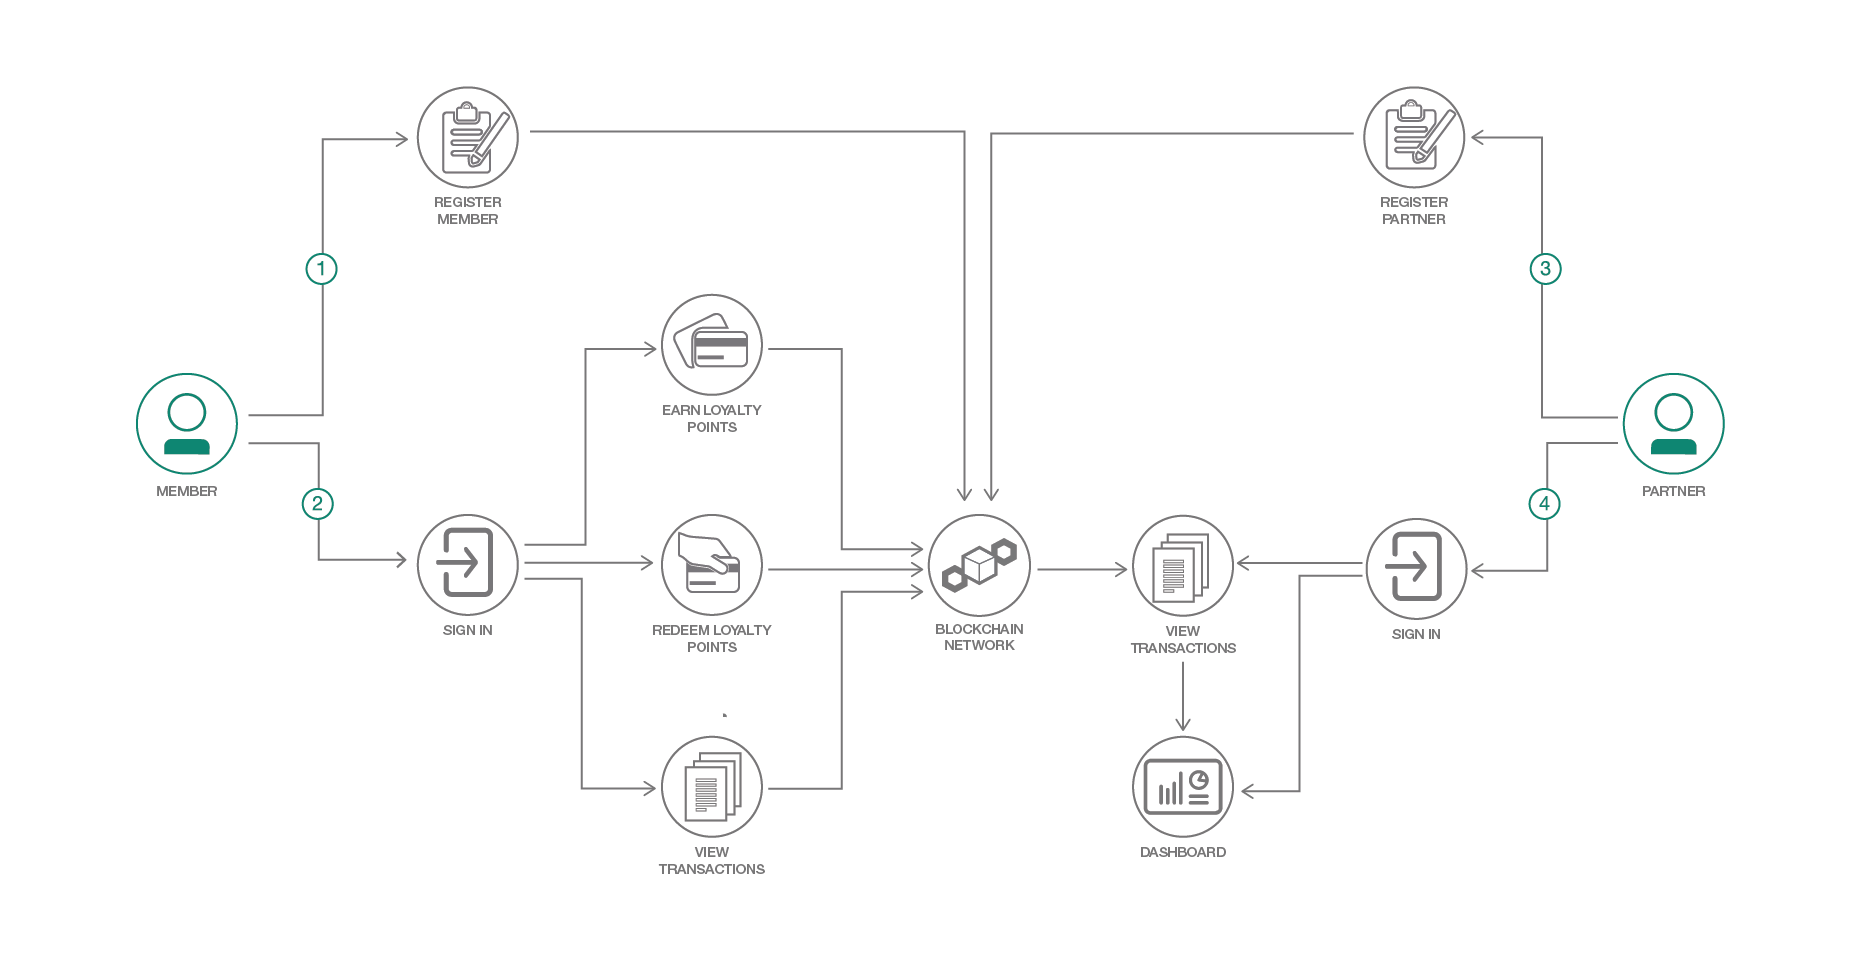 REGISTER
MEMBER
REGISTER
PARTNER
1
3
EARN LOYALTY
POINTS
MEMBER
PARTNER
2
4
SIGN IN
REDEEM LOYALTY
POINTS
BLOCKCHAIN
NETWORK
VIEW
TRANSACTIONS
SIGN IN
VIEW
TRANSACTIONS
DASHBOARD